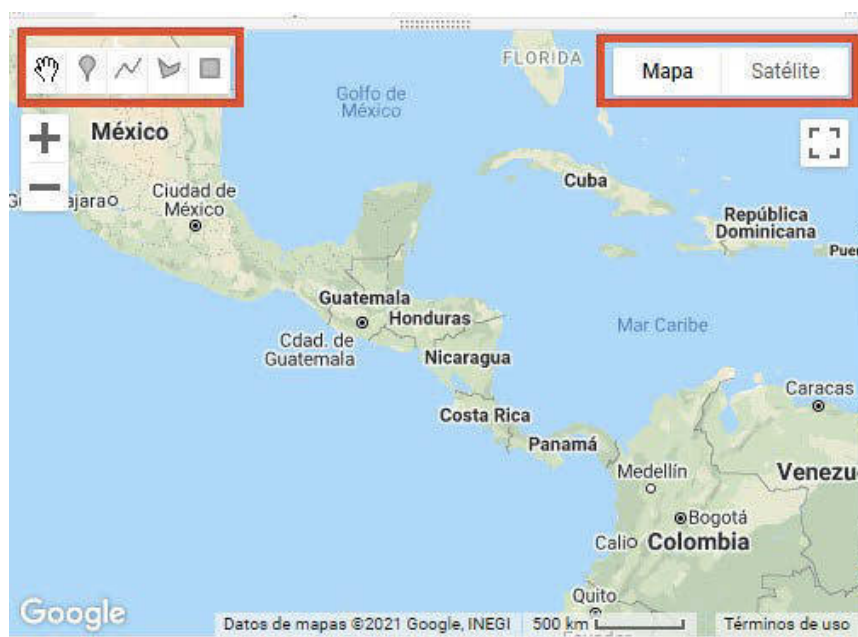 FLORIDA
Mapa
Satélite
Golfo de
México
México
Cuba
Ciudad de
México
República
Dominicana
Guatemala
Honduras
Mar Caribe
Cdad. de
Guatemala
Nicaragua
Caracas
Costa Rica
Panamá
Medellín
Venezu
Bogotá
Cali
Colombia
Quito
Google
Datos de mapas ©2021 Google, INEGI
500 km
Términos de uso